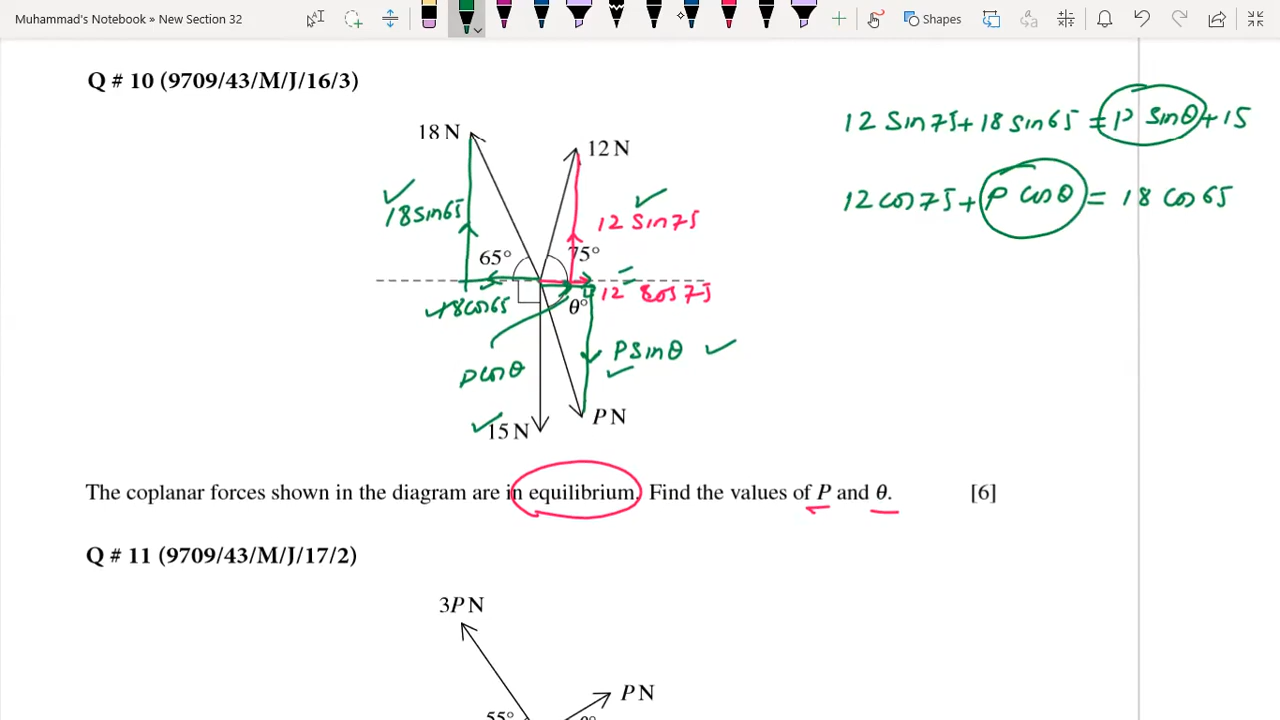 Muhammad's Notebook » New Section 32
Shapes
Q # 10 (9709/43/M/J/16/3)
12 Sin75+18 sin65 = P Sinθ+15
18 N
12 N
12 cos75+ P Cosθ = 18 cos65
18sin65
12 Sin75
65°
75°
18cos65
θ°
12 Cos75
Pcosθ
Psinθ
15 N
P N
The coplanar forces shown in the diagram are in equilibrium. Find the values of P and θ. [6]
Q # 11 (9709/43/M/J/17/2)
3P N
P N
55°
θ°